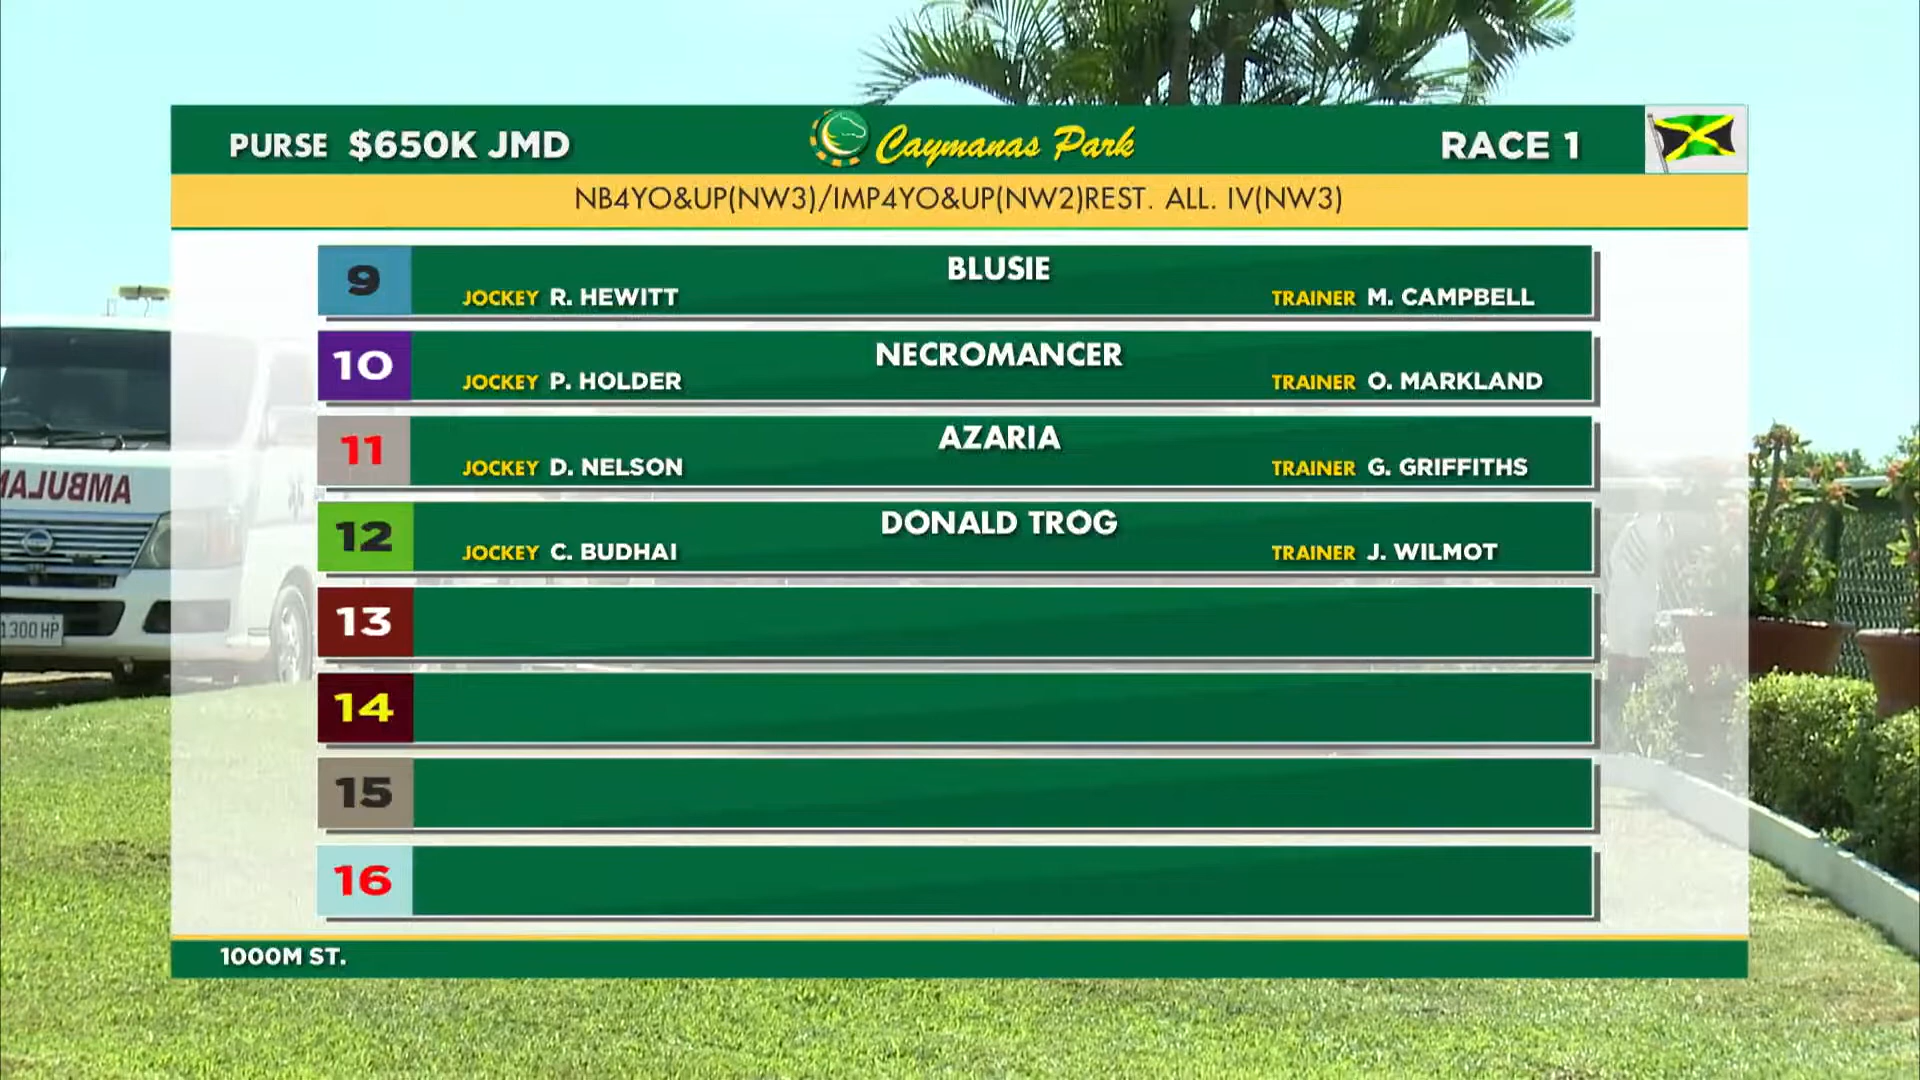 PURSE $650K JMD
Caymanas Park
RACE 1
NB4YO&UP(NW3)/IMP4YO&UP(NW2)REST. ALL. IV(NW3)
9
BLUSIE
JOCKEY R. HEWITT
TRAINER M. CAMPBELL
10
NECROMANCER
JOCKEY P. HOLDER
TRAINER O. MARKLAND
11
AZARIA
JOCKEY D. NELSON
TRAINER G. GRIFFITHS
12
DONALD TROG
JOCKEY C. BUDHAI
TRAINER J. WILMOT
13
14
15
16
1000M ST.
AMBULAN
1300 HP